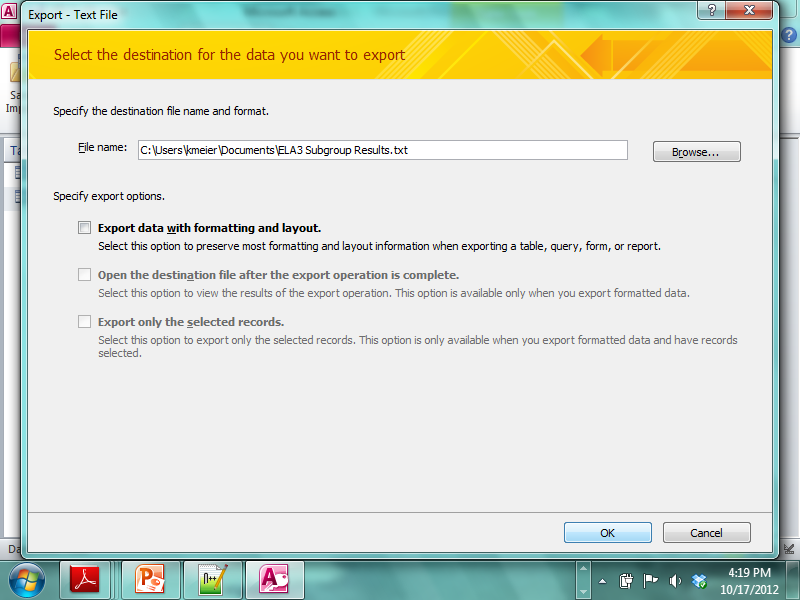 A
Export - Text File
?
Select the destination for the data you want to export
Specify the destination file name and format.
File name:
C:\Users\kmeier\Documents\ELA3 Subgroup Results.txt
Browse...
Specify export options.
Export data with formatting and layout.
Select this option to preserve most formatting and layout information when exporting a table, query, form, or report.
Open the destination file after the export operation is complete.
Select this option to view the results of the export operation. This option is available only when you export formatted data.
Export only the selected records.
Select this option to export only the selected records. This option is only available when you export formatted data and have records
selected.
OK
Cancel
4:19 PM
10/17/2012